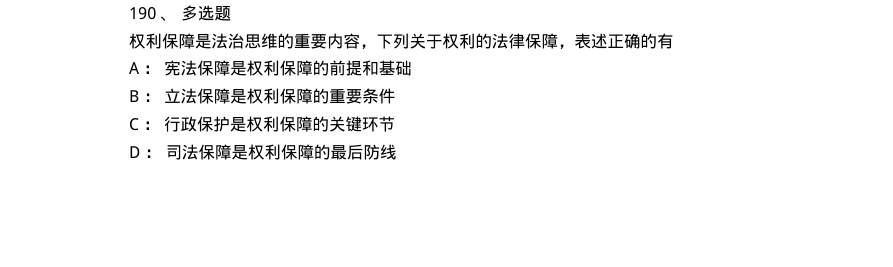 190、 多选题
权利保障是法治思维的重要内容，下列关于权利的法律保障，表述正确的有
A： 宪法保障是权利保障的前提和基础
B： 立法保障是权利保障的重要条件
C： 行政保护是权利保障的关键环节
D： 司法保障是权利保障的最后防线